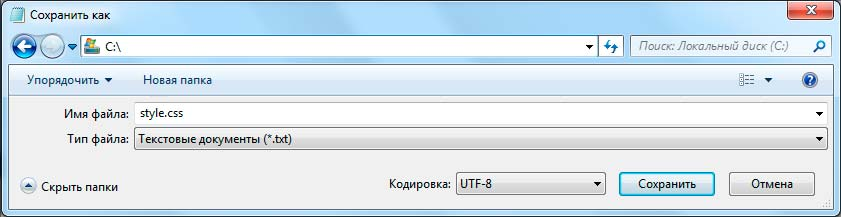 Сохранить как
C:\
Поиск: Локальный диск (C:)
Упорядочить Новая папка
Имя файла: style.css
Тип файла: Текстовые документы (*.txt)
Скрыть папки Кодировка: UTF-8 Сохранить Отмена